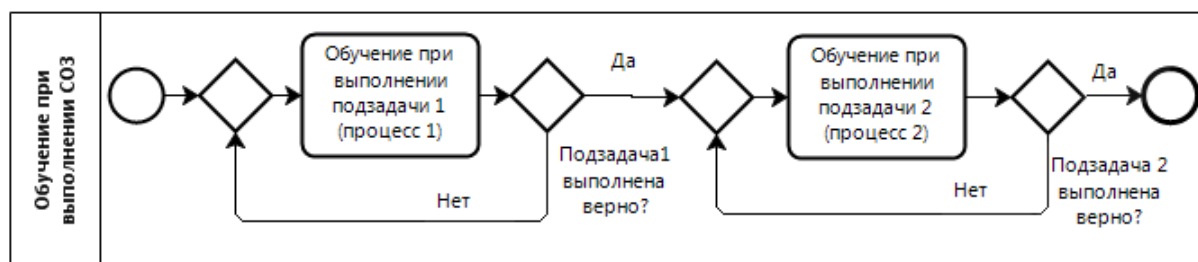 Обучение при
выполнении СОЗ
Обучение при
выполнении
подзадачи 1
(процесс 1)
Да
Подзадача1
выполнена
верно?
Нет
Обучение при
выполнении
подзадачи 2
(процесс 2)
Да
Подзадача 2
выполнена
верно?
Нет